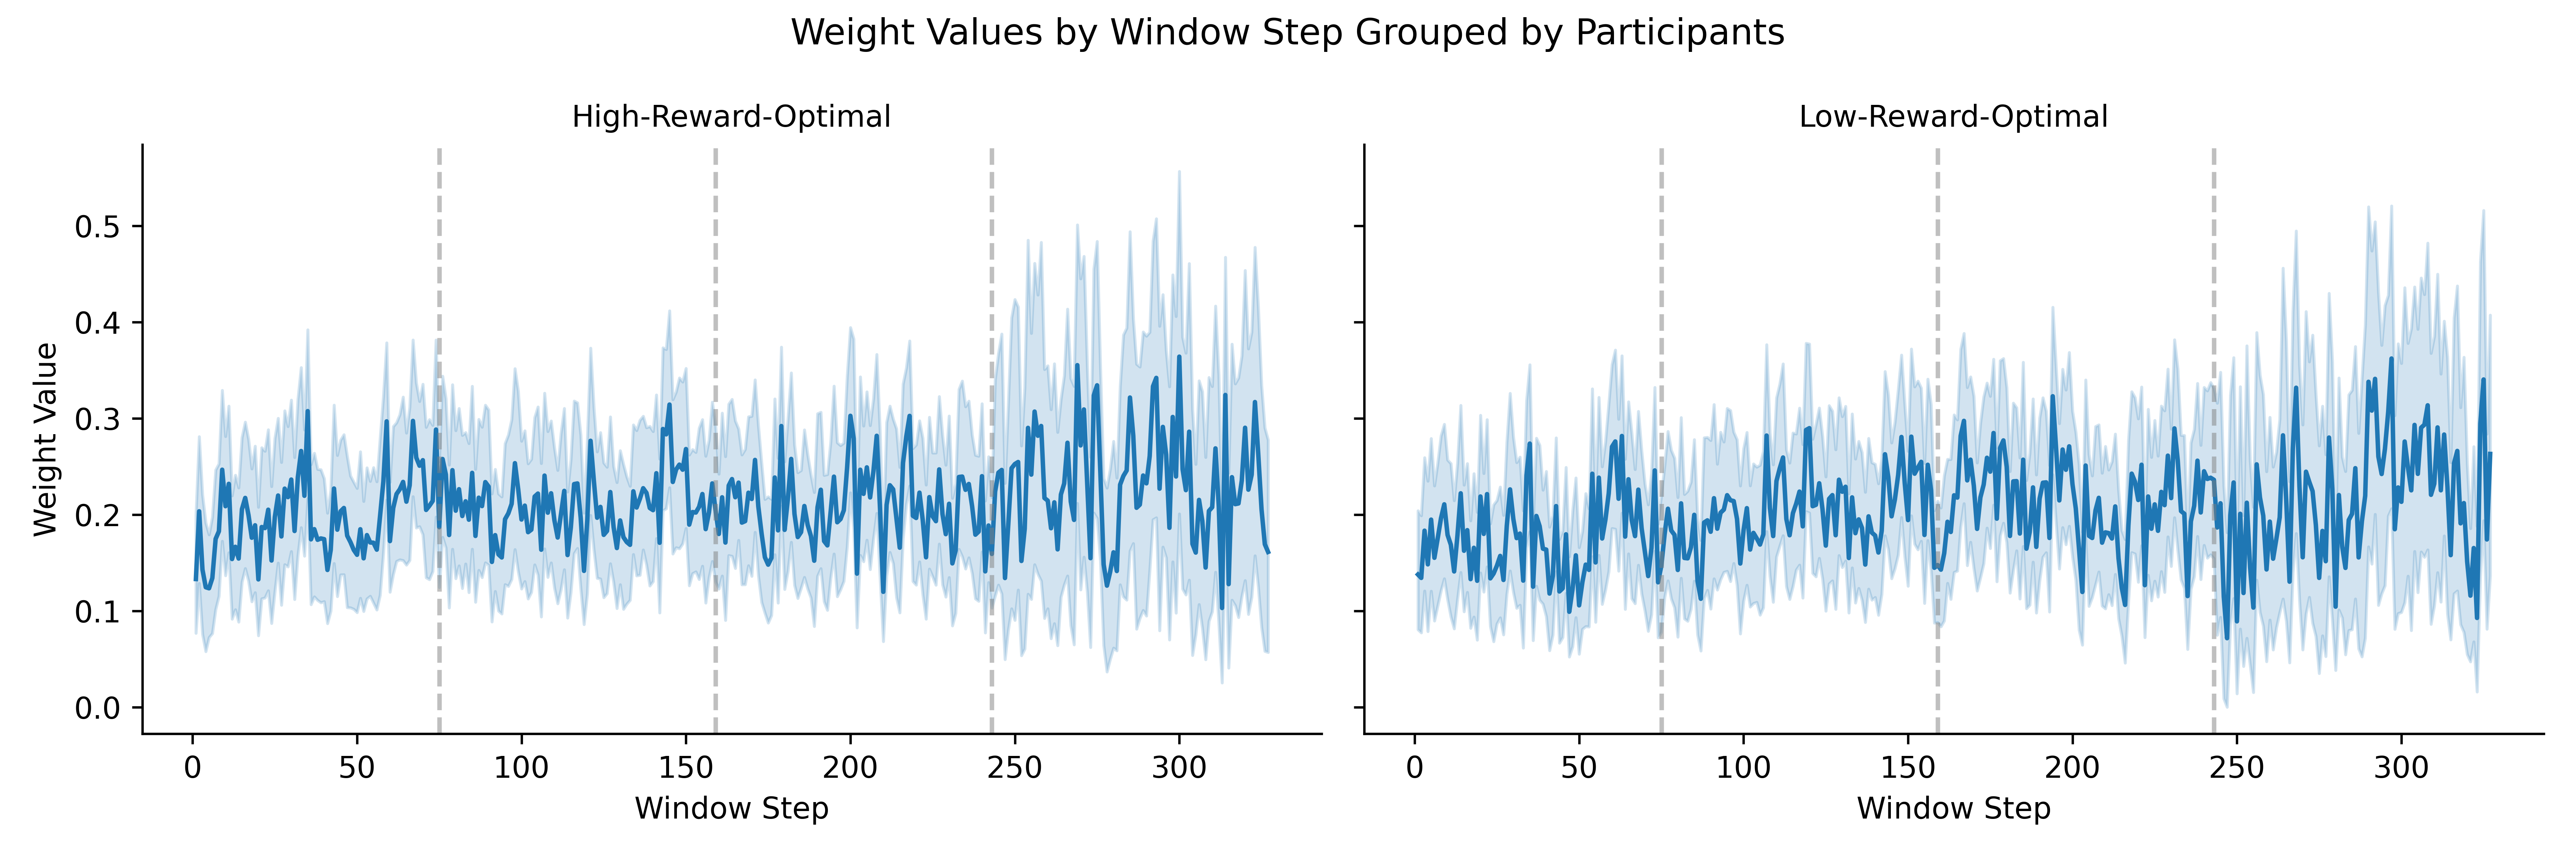 Weight Values by Window Step Grouped by Participants
High-Reward-Optimal
Low-Reward-Optimal
Weight Value
0.5
0.4
0.3
0.2
0.1
0.0
0 50 100 150 200 250 300
0 50 100 150 200 250 300
Window Step
Window Step